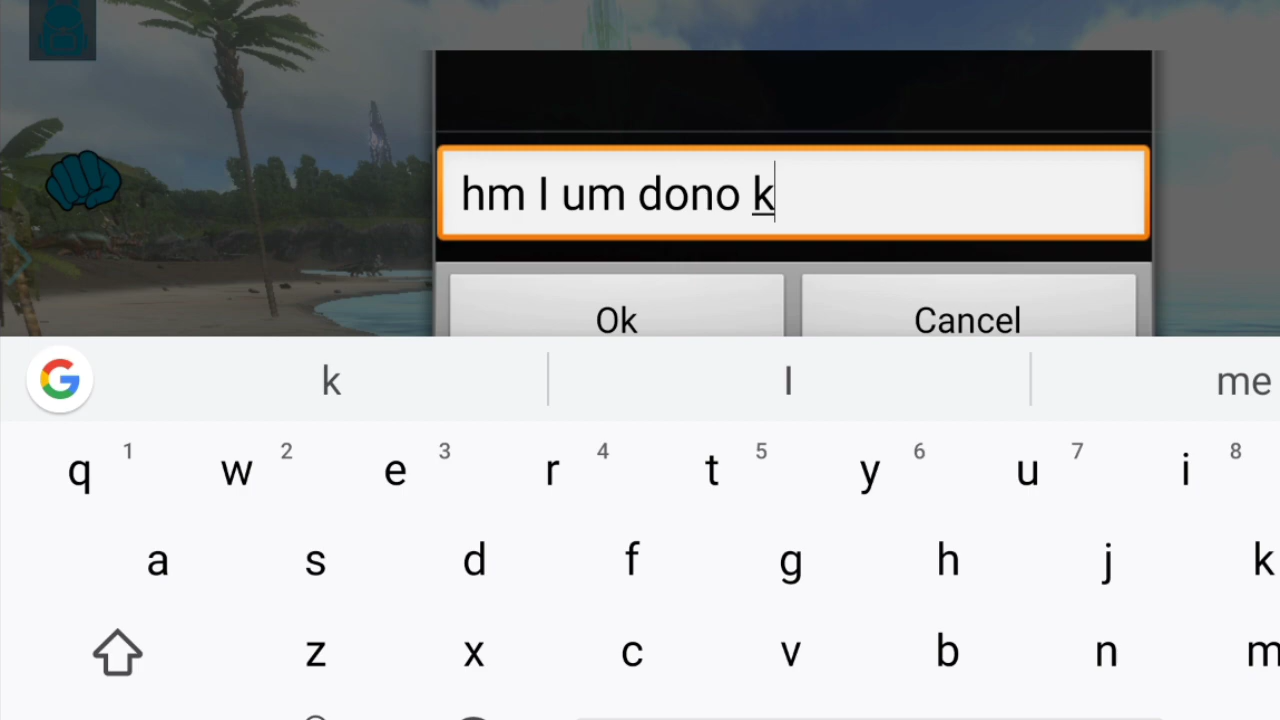 hm I um dono k
Ok Cancel
k I me
1 2 3 4 5 6 7 8
q w e r t y u i
a s d f g h j k
z x c v b n m